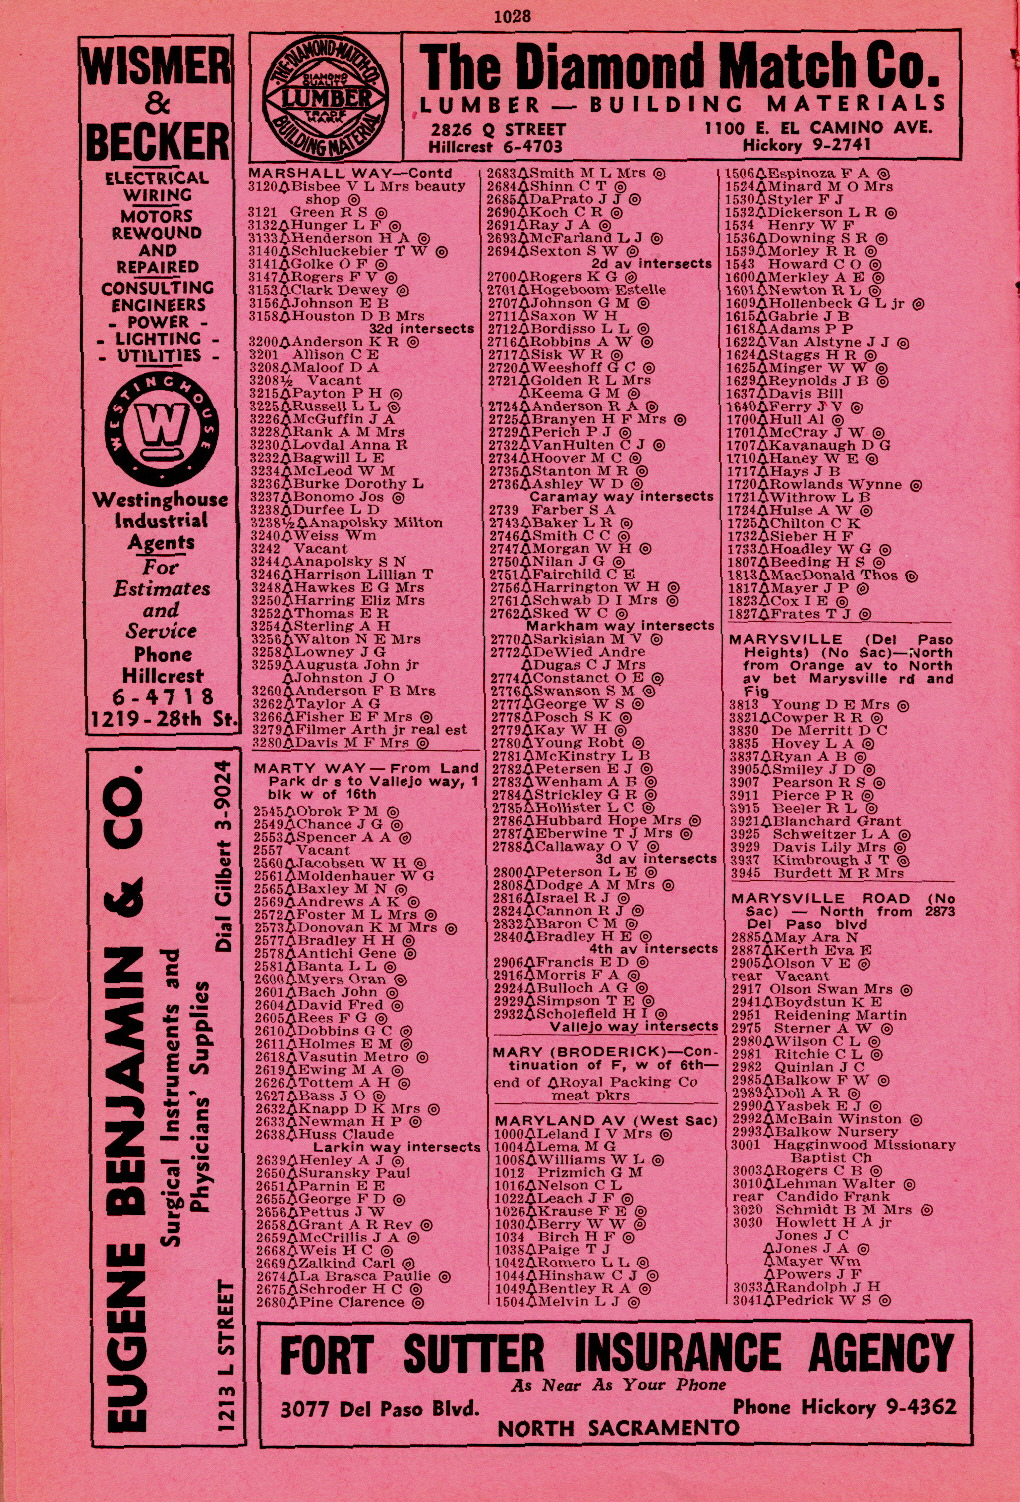 1028
WISMER
&
BECKER
ELECTRICAL
WIRING
MOTORS
REWOUND
AND
REPAIRED
CONSULTING
ENGINEERS
- POWER -
- LIGHTING -
- UTILITIES -
WESTINGHOUSE
W
Westinghouse
Industrial
Agents
For
Estimates
and
Service
Phone
Hillcrest
6-4718
1219-28th St.
EUGENE BENJAMIN & CO.
Surgical Instruments and
Physicians' Supplies
1213 L STREET Dial Gilbert 3-9024
THE DIAMOND MATCH CO.
DIAMOND
QUALITY
LUMBER
TRADE
MARK
BUILDING MATERIAL
The Diamond Match Co.
LUMBER — BUILDING MATERIALS
2826 Q STREET 1100 E. EL CAMINO AVE.
Hillcrest 6-4703 Hickory 9-2741
MARSHALL WAY—Contd
3120△Bisbee V L Mrs beauty
shop ◎
3121 Green R S ◎
3132△Hunger L F ◎
3133△Henderson H A ◎
3140△Schluckebier T W ◎
3141△Golke O F ◎
3147△Rogers F V ◎
3153△Clark Dewey ◎
3156△Johnson E B
3158△Houston D B Mrs
32d intersects
3200△Anderson K R ◎
3201 Allison C E
3208△Maloof D A
3208½ Vacant
3215△Payton P H ◎
3225△Russell L L ◎
3226△McGuffin J A
3228△Rank A M Mrs
3230△Lovdal Anna R
3232△Bagwill L E
3234△McLeod W M
3236△Burke Dorothy L
3237△Bonomo Jos ◎
3238△Durfee L D
3238½△Anapolsky Milton
3240△Weiss Wm
3242 Vacant
3244△Anapolsky S N
3246△Harrison Lillian T
3248△Hawkes E G Mrs
3250△Harring Eliz Mrs
3252△Thomas E R
3254△Sterling A H
3256△Walton N E Mrs
3258△Lowney J G
3259△Augusta John jr
△Johnston J O
3260△Anderson F B Mrs
3262△Taylor A G
3266△Fisher E F Mrs ◎
3279△Filmer Arth jr real est
3280△Davis M F Mrs ◎
MARTY WAY — From Land
Park dr s to Vallejo way, 1
blk w of 16th
2545△Obrok P M ◎
2549△Chance J G ◎
2553△Spencer A A ◎
2557 Vacant
2560△Jacobsen W H ◎
2561△Moldenhauer W G
2565△Baxley M N ◎
2569△Andrews A K ◎
2572△Foster M L Mrs ◎
2573△Donovan K M Mrs ◎
2577△Bradley H H ◎
2578△Antichi Gene ◎
2581△Banta L L ◎
2600△Myers Oran ◎
2601△Bach John ◎
2604△David Fred ◎
2605△Rees F G ◎
2610△Dobbins G C ◎
2611△Holmes E M ◎
2618△Vasutin Metro ◎
2619△Ewing M A ◎
2626△Tottem A H ◎
2627△Bass J O ◎
2632△Knapp D K Mrs ◎
2633△Newman H P ◎
2638△Huss Claude
Larkin way intersects
2639△Henley A J ◎
2650△Suransky Paul
2651△Parnin E E
2655△George F D ◎
2656△Pettus J W
2658△Grant A R Rev ◎
2659△McCrillis J A ◎
2668△Weis H C ◎
2669△Zalkind Carl ◎
2674△La Brasca Paulie ◎
2675△Schroder H C ◎
2680△Pine Clarence ◎
2683△Smith M L Mrs ◎
2684△Shinn C T ◎
2685△DaPrato J J ◎
2690△Koch C R ◎
2691△Ray J A ◎
2693△McFarland L J ◎
2694△Sexton S W ◎
2d av intersects
2700△Rogers K G ◎
2701△Hogeboom Estelle
2707△Johnson G M ◎
2711△Saxon W H
2712△Bordisso L L ◎
2716△Robbins A W ◎
2717△Sisk W R ◎
2720△Weeshoff G C ◎
2721△Golden R L Mrs
△Keema G M ◎
2724△Anderson R A ◎
2725△Branyen H F Mrs ◎
2729△Perich P J ◎
2732△VanHulten C J ◎
2734△Hoover M C ◎
2735△Stanton M R ◎
2736△Ashley W D ◎
Caramay way intersects
2739 Farber S A
2743△Baker L R ◎
2746△Smith C C ◎
2747△Morgan W H ◎
2750△Nilan J G ◎
2751△Fairchild C E
2756△Harrington W H ◎
2761△Schwab D I Mrs ◎
2762△Sked W C ◎
Markham way intersects
2770△Sarkisian M V ◎
2772△DeWied Andre
△Dugas C J Mrs
2774△Constanct O E ◎
2776△Swanson S M ◎
2777△George W S ◎
2778△Posch S K ◎
2779△Kay W H ◎
2780△Young Robt ◎
2781△McKinstry L B
2782△Petersen E J ◎
2783△Wenham A B ◎
2784△Strickley G R ◎
2785△Hollister L C ◎
2786△Hubbard Hope Mrs ◎
2787△Eberwine T J Mrs ◎
2788△Callaway O V ◎
3d av intersects
2800△Peterson L E ◎
2808△Dodge A M Mrs ◎
2816△Israel R J ◎
2824△Cannon R J ◎
2832△Baron C M ◎
2840△Bradley H E ◎
4th av intersects
2906△Francis E D ◎
2916△Morris F A ◎
2924△Bulloch A G ◎
2929△Simpson T E ◎
2932△Scholefield H I ◎
Vallejo way intersects
MARY (BRODERICK)—Con-
tinuation of F, w of 6th—
end of △Royal Packing Co
meat pkrs
MARYLAND AV (West Sac)
1000△Leland I V Mrs ◎
1004△Lema M G
1008△Williams W L ◎
1012 Prizmich G M
1016△Nelson C L
1022△Leach J F ◎
1026△Krause F E ◎
1030△Berry W W ◎
1034 Birch H F ◎
1038△Paige T J
1042△Romero L L ◎
1044△Hinshaw C J ◎
1049△Bentley R A ◎
1504△Melvin L J ◎
1506△Espinoza F A ◎
1524△Minard M O Mrs
1530△Styler F J
1532△Dickerson L R ◎
1534 Henry W F
1536△Downing S R ◎
1539△Morley R R ◎
1543 Howard C O ◎
1600△Merkley A E ◎
1601△Newton R L ◎
1609△Hollenbeck G L jr ◎
1615△Gabrie J B
1618△Adams P P
1622△Van Alstyne J J ◎
1624△Staggs H R ◎
1625△Minger W W ◎
1629△Reynolds J B ◎
1637△Davis Bill
1640△Ferry J V ◎
1700△Hull Al ◎
1701△McCray J W ◎
1707△Kavanaugh D G
1710△Haney W E ◎
1717△Hays J B
1720△Rowlands Wynne ◎
1721△Withrow L B
1724△Hulse A W ◎
1725△Chilton C K
1732△Sieber H F
1733△Hoadley W G ◎
1807△Beeding H S ◎
1813△MacDonald Thos ◎
1817△Mayer J P ◎
1823△Cox I E ◎
1827△Frates T J ◎
MARYSVILLE (Del Paso
Heights) (No Sac)—North
from Orange av to North
av bet Marysville rd and
Fig
3813 Young D E Mrs ◎
3821△Cowper R R ◎
3830 De Merritt D C
3835 Hovey L A ◎
3837△Ryan A B ◎
3905△Smiley J D ◎
3907 Pearson R S ◎
3911 Pierce P R ◎
3915 Beeler R L ◎
3921△Blanchard Grant
3925 Schweitzer L A ◎
3929 Davis Lily Mrs ◎
3937 Kimbrough J T ◎
3945 Burdett M R Mrs
MARYSVILLE ROAD (No
Sac) — North from 2873
Del Paso blvd
2885△May Ara N
2887△Kerth Eva E
2905△Olson V E ◎
rear Vacant
2917 Olson Swan Mrs ◎
2941△Boydstun K E
2951 Reidening Martin
2975 Sterner A W ◎
2980△Wilson C L ◎
2981 Ritchie C L ◎
2982 Quinlan J C
2985△Balkow F W ◎
2989△Doll A R ◎
2990△Yasbek E J ◎
2992△McBain Winston ◎
2993△Balkow Nursery
3001 Hagginwood Missionary
Baptist Ch
3003△Rogers C B ◎
3010△Lehman Walter ◎
rear Candido Frank
3020 Schmidt B M Mrs ◎
3030 Howlett H A jr
Jones J C
△Jones J A ◎
△Mayer Wm
△Powers J F
3033△Randolph J H
3041△Pedrick W S ◎
FORT SUTTER INSURANCE AGENCY
As Near As Your Phone
3077 Del Paso Blvd. Phone Hickory 9-4362
NORTH SACRAMENTO